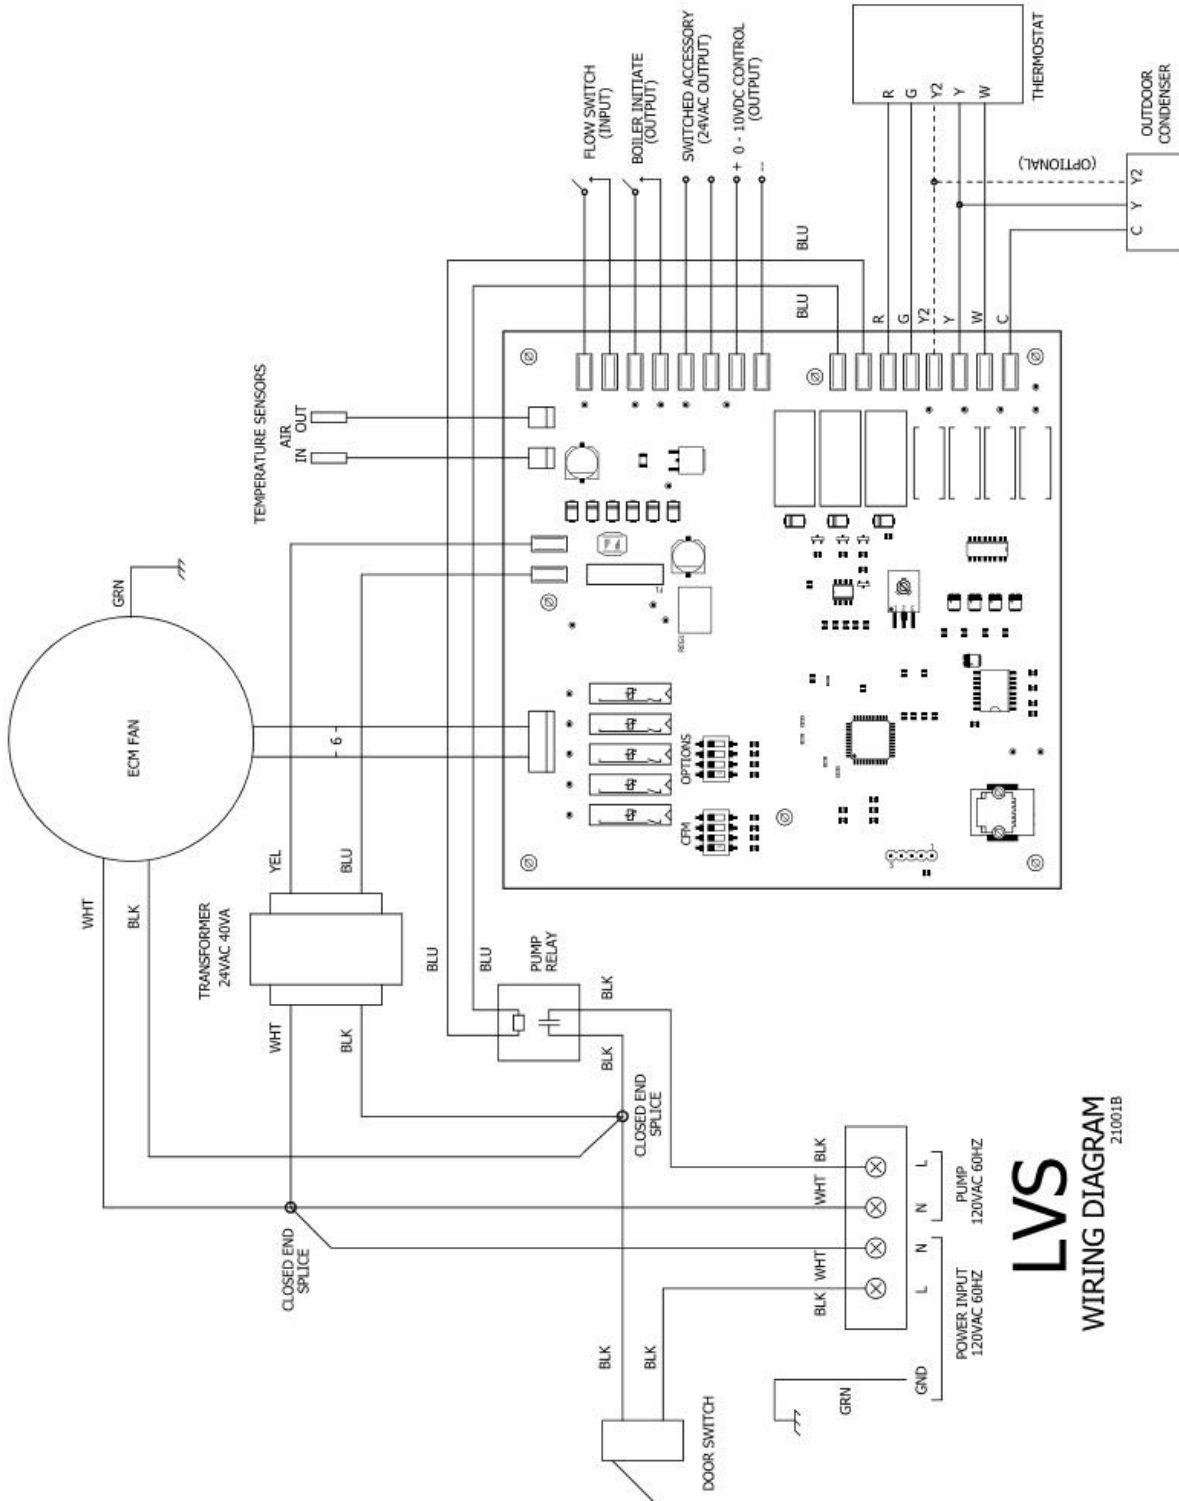 ECM FAN
GRN
WHT
BLK
- 6 -
TEMPERATURE SENSORS
AIR
IN
OUT
TRANSFORMER
24VAC 40VA
YEL
BLU
WHT
BLK
CLOSED END
SPLICE
BLU
BLU
PUMP
RELAY
BLK
BLK
CLOSED END
SPLICE
BLK
BLK
DOOR SWITCH
BLK
WHT
WHT
BLK
L
N
N
L
GND
GRN
POWER INPUT
120VAC 60HZ
PUMP
120VAC 60HZ
FLOW SWITCH
(INPUT)
BOILER INITIATE
(OUTPUT)
SWITCHED ACCESSORY
(24VAC OUTPUT)
+ 0 - 10VDC CONTROL
-- (OUTPUT)
BLU
BLU
R
G
Y2
Y
W
C
R
G
Y2
Y
W
THERMOSTAT
(OPTIONAL)
C
Y
Y2
OUTDOOR
CONDENSER
CFM
OPTIONS
REG1
F1
LVS
WIRING DIAGRAM
21001B